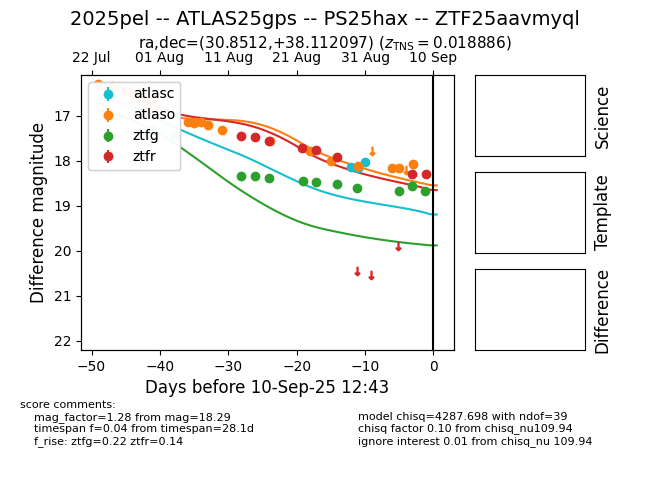 2025pel -- ATLAS25gps -- PS25hax -- ZTF25aavmyql
ra,dec=(30.8512,+38.112097) (z_TNS = 0.018886)
22 Jul 01 Aug 11 Aug 21 Aug 31 Aug 10 Sep
atlasc
atlaso
ztfg
ztfr
17
18
19
20
21
22
Difference magnitude
−50 −40 −30 −20 −10 0
Days before 10-Sep-25 12:43
Science
Template
Difference
score comments:
mag_factor=1.28 from mag=18.29
timespan f=0.04 from timespan=28.1d
f_rise: ztfg=0.22 ztfr=0.14
model chisq=4287.698 with ndof=39
chisq factor 0.10 from chisq_nu109.94
ignore interest 0.01 from chisq_nu 109.94